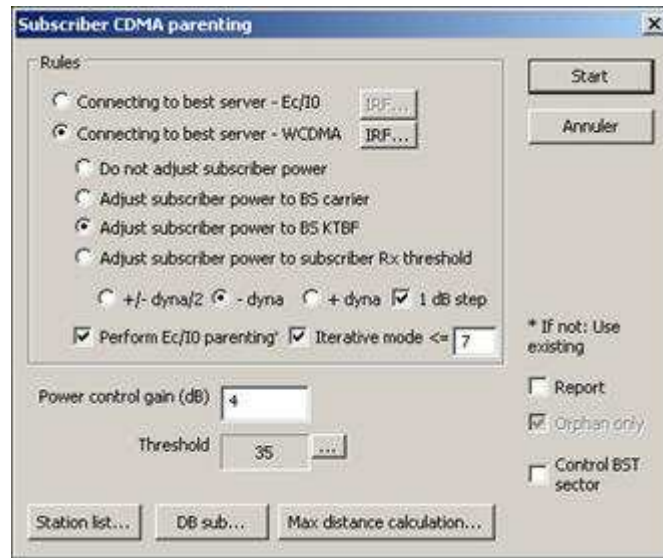 Subscriber CDMA parenting
Rules
Connecting to best server - Ec/I0 IRF...
Connecting to best server - WCDMA IRF...
Do not adjust subscriber power
Adjust subscriber power to BS carrier
Adjust subscriber power to BS KTBF
Adjust subscriber power to subscriber Rx threshold
+/- dyna/2 - dyna + dyna 1 dB step
Perform Ec/I0 parenting* Iterative mode <= 7
Power control gain (dB) 4
Threshold 35 ...
Station list... DB sub... Max distance calculation...
Start
Annuler
* If not: Use
existing
Report
Orphan only
Control BST
sector